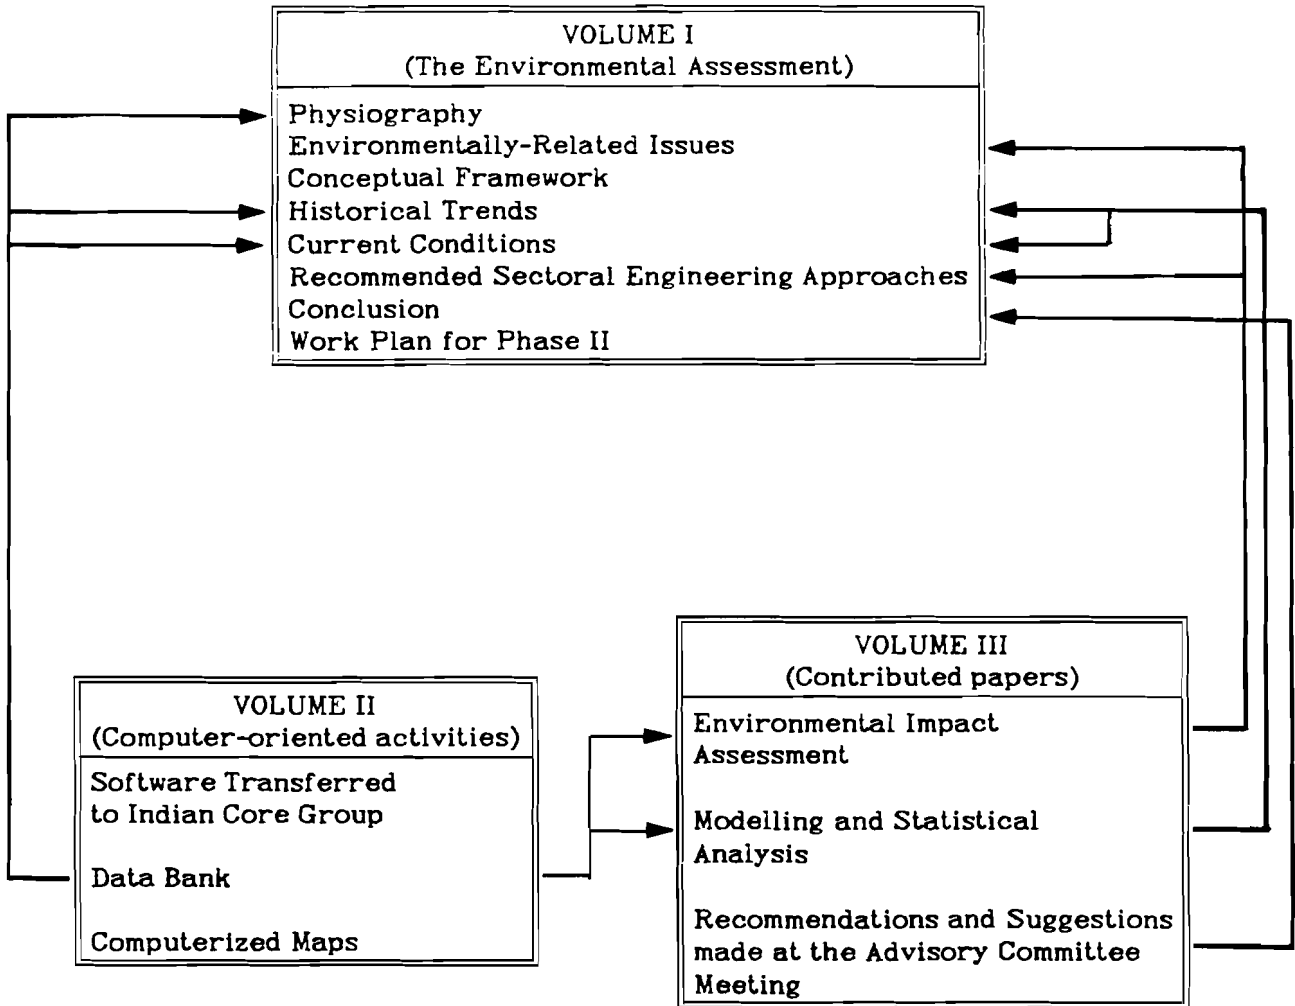 VOLUME I
(The Environmental Assessment)
Physiography
Environmentally-Related Issues
Conceptual Framework
Historical Trends
Current Conditions
Recommended Sectoral Engineering Approaches
Conclusion
Work Plan for Phase II
VOLUME II
(Computer-oriented activities)
Software Transferred
to Indian Core Group
Data Bank
Computerized Maps
VOLUME III
(Contributed papers)
Environmental Impact
Assessment
Modelling and Statistical
Analysis
Recommendations and Suggestions
made at the Advisory Committee
Meeting